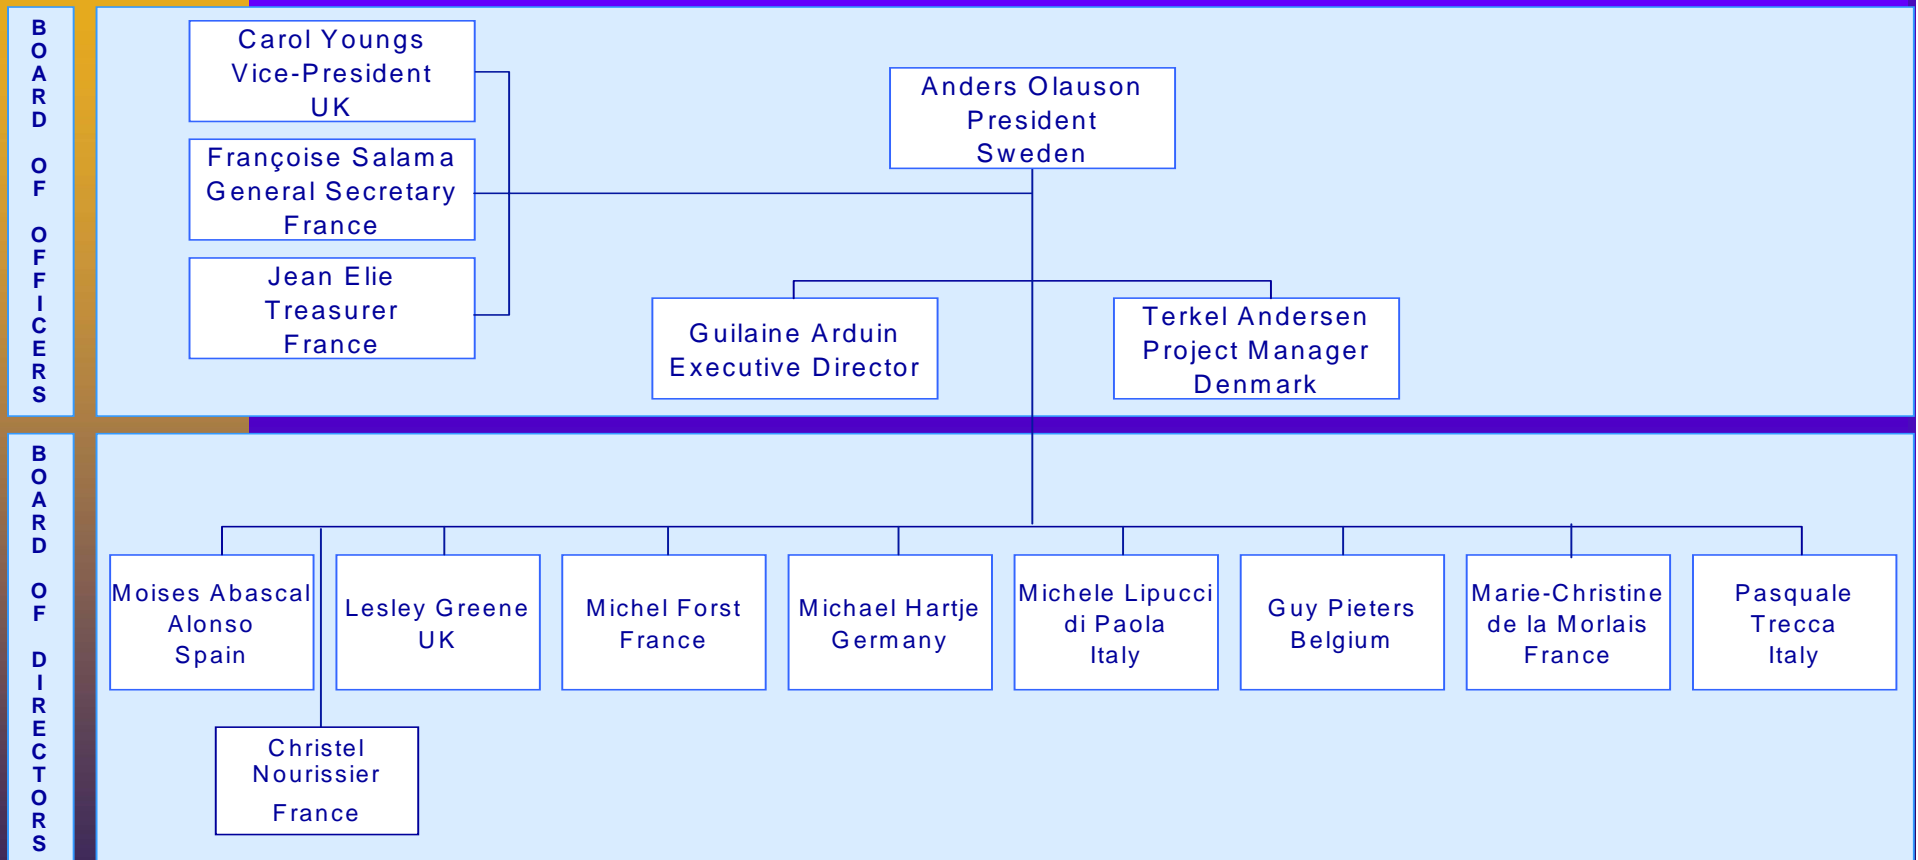 BOARD OF OFFICERS
Carol Youngs
Vice-President
UK
Françoise Salama
General Secretary
France
Jean Elie
Treasurer
France
Anders Olauson
President
Sweden
Guilaine Arduin
Executive Director
Terkel Andersen
Project Manager
Denmark
BOARD OF DIRECTORS
Moises Abascal
Alonso
Spain
Lesley Greene
UK
Michel Forst
France
Michael Hartje
Germany
Michele Lipucci
di Paola
Italy
Guy Pieters
Belgium
Marie-Christine
de la Morlais
France
Pasquale
Trecca
Italy
Christel
Nourissier
France